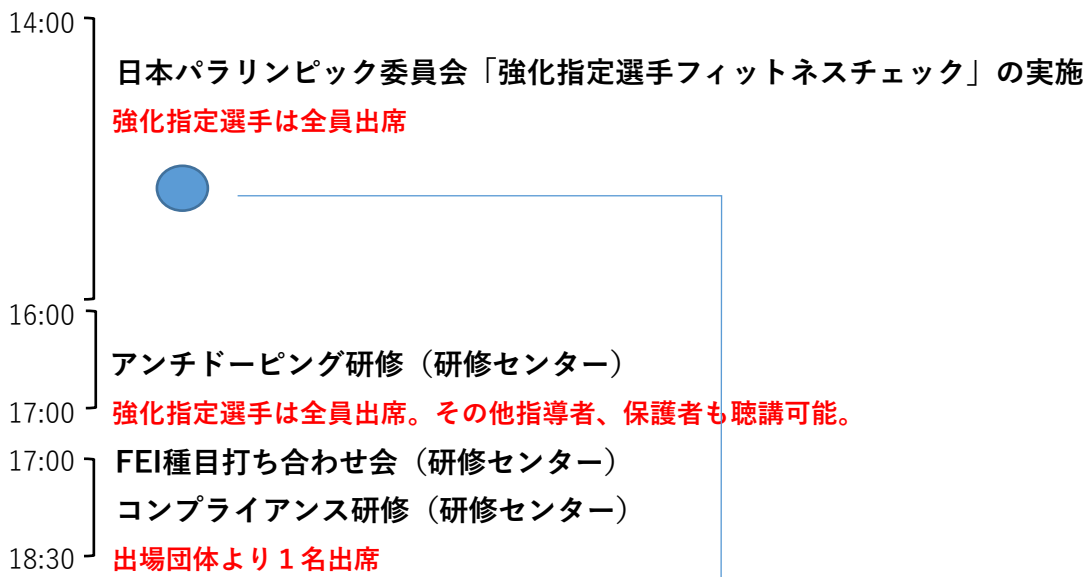 14:00
日本パラリンピック委員会「強化指定選手フィットネスチェック」の実施
強化指定選手は全員出席
16:00
アンチドーピング研修（研修センター）
17:00 強化指定選手は全員出席。その他指導者、保護者も聴講可能。
17:00 FEI種目打ち合わせ会（研修センター）
コンプライアンス研修（研修センター）
18:30 出場団体より１名出席